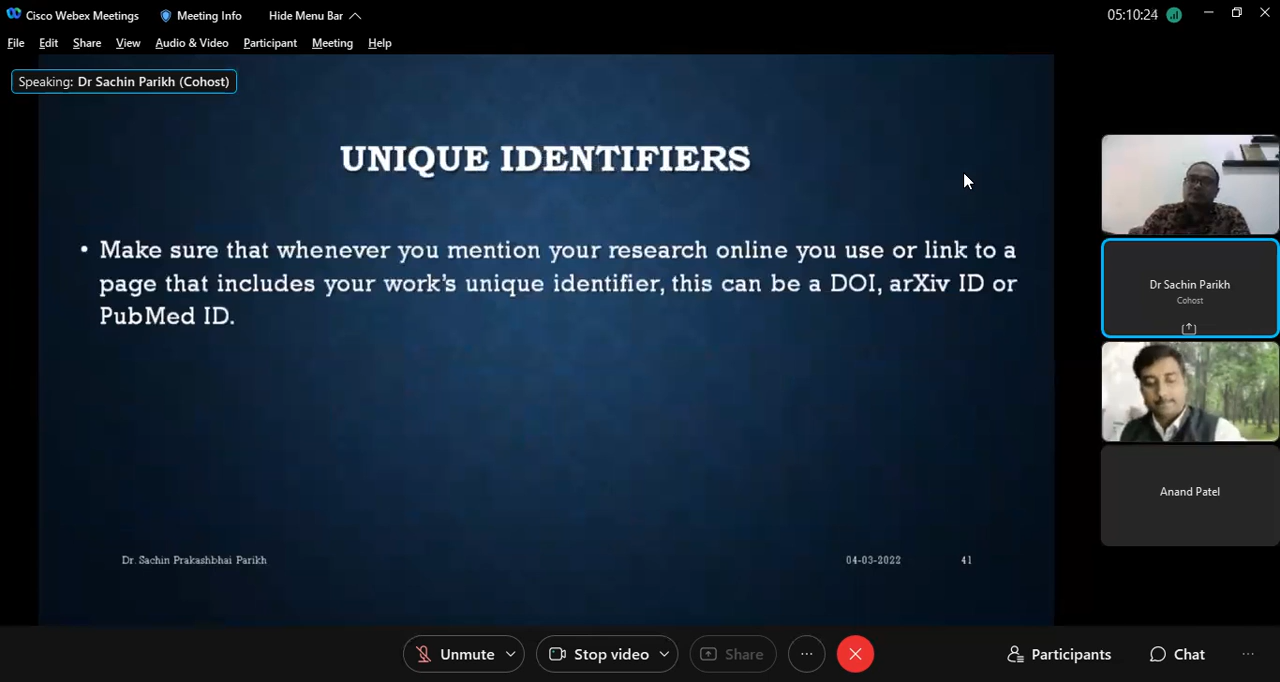 Cisco Webex Meetings Meeting Info Hide Menu Bar 05:10:24
File Edit Share View Audio & Video Participant Meeting Help
Speaking: Dr Sachin Parikh (Cohost)
UNIQUE IDENTIFIERS
• Make sure that whenever you mention your research online you use or link to a
page that includes your work's unique identifier, this can be a DOI, arXiv ID or
PubMed ID.
Dr. Sachin Prakashbhai Parikh 04-03-2022 41
Dr Sachin Parikh
Cohost
Anand Patel
Unmute Stop video Share ... Participants Chat ...